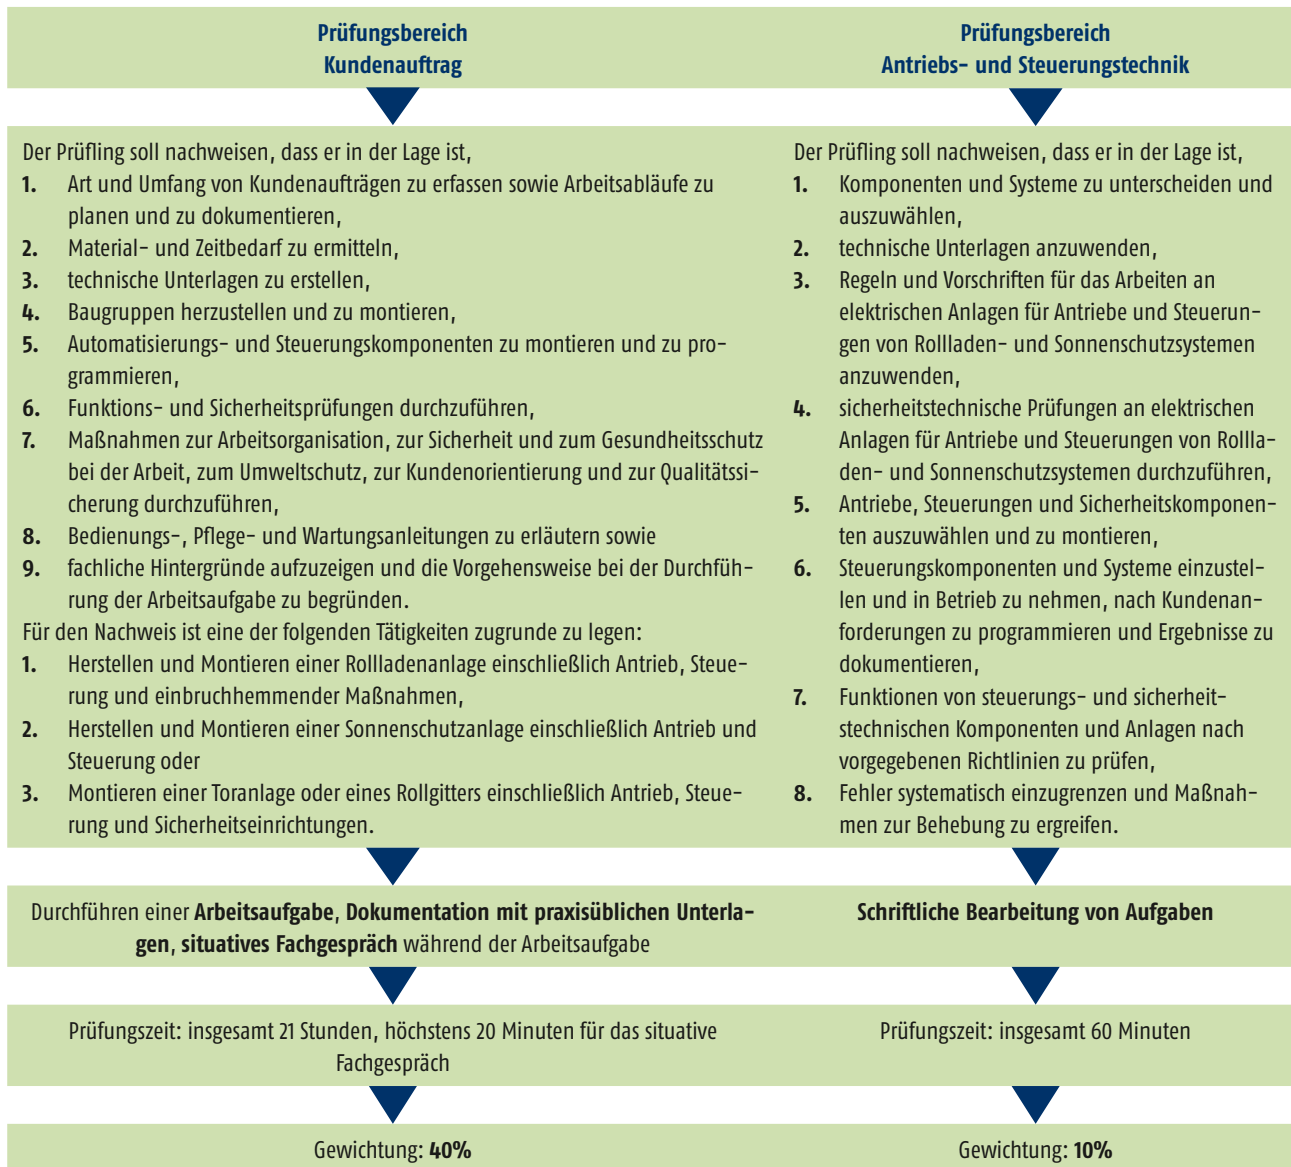 Prüfungsbereich
Kundenauftrag
Der Prüfling soll nachweisen, dass er in der Lage ist,
1. Art und Umfang von Kundenaufträgen zu erfassen sowie Arbeitsabläufe zu
planen und zu dokumentieren,
2. Material- und Zeitbedarf zu ermitteln,
3. technische Unterlagen zu erstellen,
4. Baugruppen herzustellen und zu montieren,
5. Automatisierungs- und Steuerungskomponenten zu montieren und zu pro-
grammieren,
6. Funktions- und Sicherheitsprüfungen durchzuführen,
7. Maßnahmen zur Arbeitsorganisation, zur Sicherheit und zum Gesundheitsschutz
bei der Arbeit, zum Umweltschutz, zur Kundenorientierung und zur Qualitätssi-
cherung durchzuführen,
8. Bedienungs-, Pflege- und Wartungsanleitungen zu erläutern sowie
9. fachliche Hintergründe aufzuzeigen und die Vorgehensweise bei der Durchfüh-
rung der Arbeitsaufgabe zu begründen.
Für den Nachweis ist eine der folgenden Tätigkeiten zugrunde zu legen:
1. Herstellen und Montieren einer Rollladenanlage einschließlich Antrieb, Steue-
rung und einbruchhemmender Maßnahmen,
2. Herstellen und Montieren einer Sonnenschutzanlage einschließlich Antrieb und
Steuerung oder
3. Montieren einer Toranlage oder eines Rollgitters einschließlich Antrieb, Steue-
rung und Sicherheitseinrichtungen.
Durchführen einer Arbeitsaufgabe, Dokumentation mit praxisüblichen Unterla-
gen, situatives Fachgespräch während der Arbeitsaufgabe
Prüfungszeit: insgesamt 21 Stunden, höchstens 20 Minuten für das situative
Fachgespräch
Gewichtung: 40%
Prüfungsbereich
Antriebs- und Steuerungstechnik
Der Prüfling soll nachweisen, dass er in der Lage ist,
1. Komponenten und Systeme zu unterscheiden und
auszuwählen,
2. technische Unterlagen anzuwenden,
3. Regeln und Vorschriften für das Arbeiten an
elektrischen Anlagen für Antriebe und Steuerun-
gen von Rollladen- und Sonnenschutzsystemen
anzuwenden,
4. sicherheitstechnische Prüfungen an elektrischen
Anlagen für Antriebe und Steuerungen von Rollla-
den- und Sonnenschutzsystemen durchzuführen,
5. Antriebe, Steuerungen und Sicherheitskomponen-
ten auszuwählen und zu montieren,
6. Steuerungskomponenten und Systeme einzustel-
len und in Betrieb zu nehmen, nach Kundenan-
forderungen zu programmieren und Ergebnisse zu
dokumentieren,
7. Funktionen von steuerungs- und sicherheit-
stechnischen Komponenten und Anlagen nach
vorgegebenen Richtlinien zu prüfen,
8. Fehler systematisch einzugrenzen und Maßnah-
men zur Behebung zu ergreifen.
Schriftliche Bearbeitung von Aufgaben
Prüfungszeit: insgesamt 60 Minuten
Gewichtung: 10%